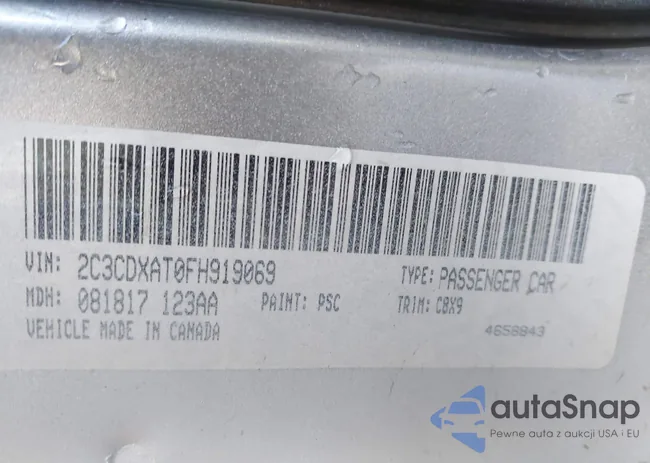 VIN: 2C3CDXAT0FH919069
TYPE: PASSENGER CAR
MDH: 081817 123AA
PAINT: PSC
TRIM: C8X9
VEHICLE MADE IN CANADA
4658843
autaSnap
Pewne auta z aukcji USA i EU